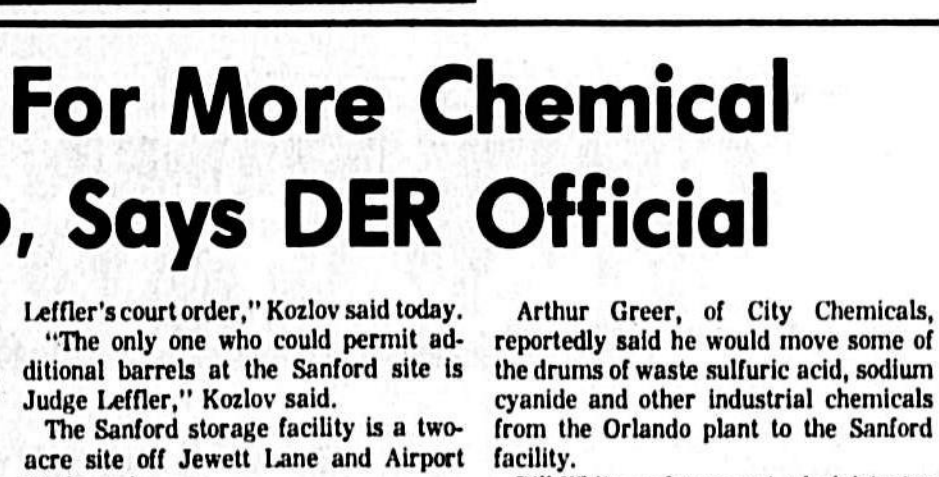 For More Chemical
, Says DER Official
Leffler's court order," Kozlov said today.
"The only one who could permit ad-
ditional barrels at the Sanford site is
Judge Leffler," Kozlov said.
The Sanford storage facility is a two-
acre site off Jewett Lane and Airport
Arthur Greer, of City Chemicals,
reportedly said he would move some of
the drums of waste sulfuric acid, sodium
cyanide and other industrial chemicals
from the Orlando plant to the Sanford
facility.